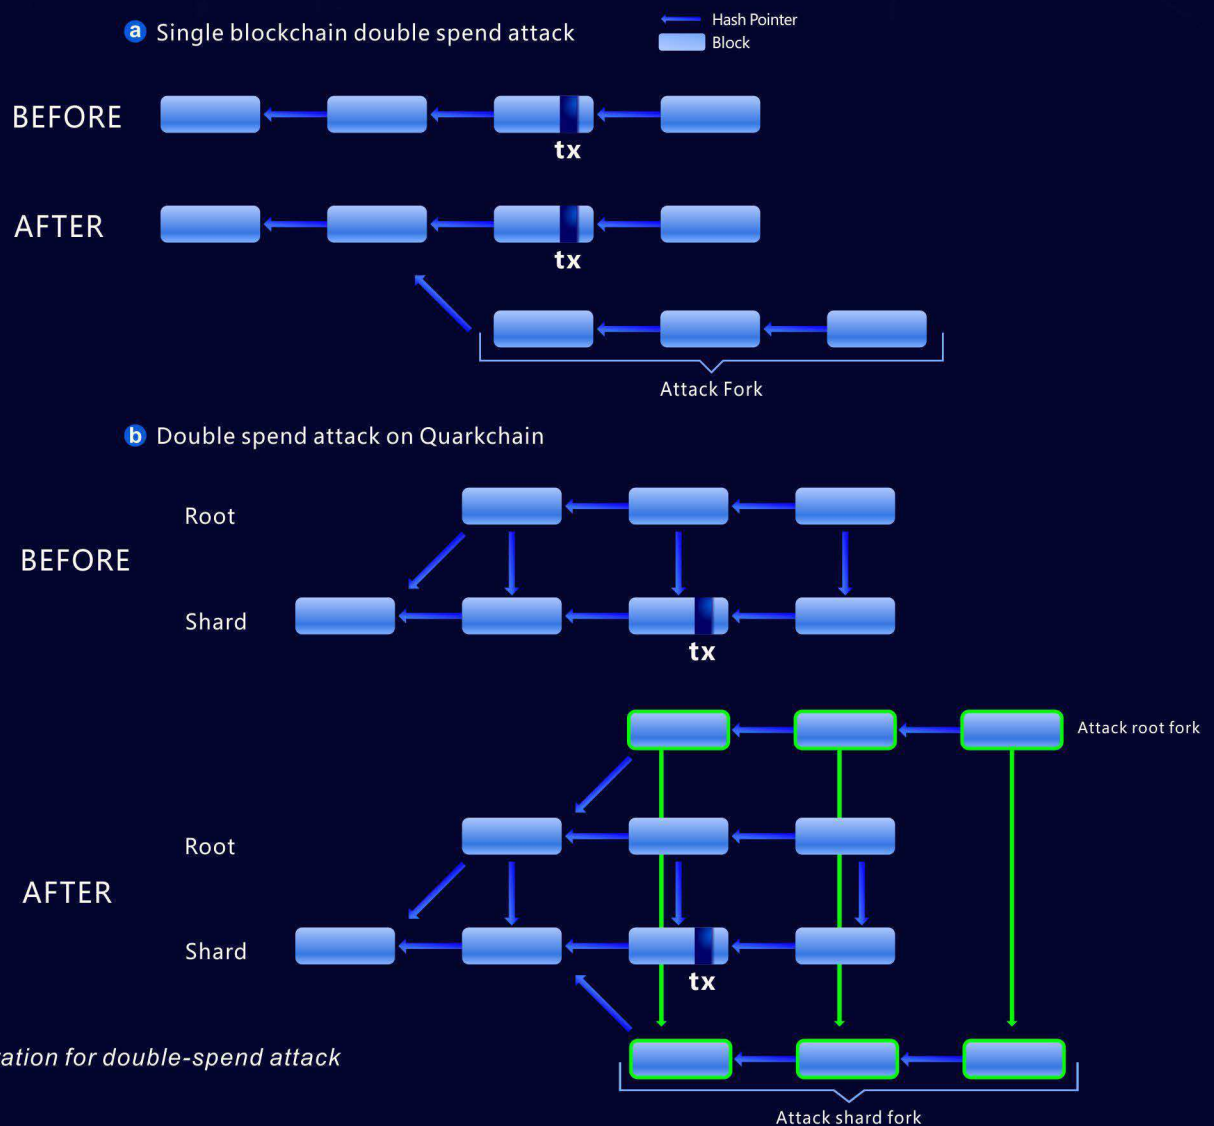 a Single blockchain double spend attack
Hash Pointer
Block
BEFORE
tx
AFTER
tx
Attack Fork
b Double spend attack on Quarkchain
Root
BEFORE
Shard
tx
Attack root fork
Root
AFTER
Shard
tx
for double-spend attack
Attack shard fork